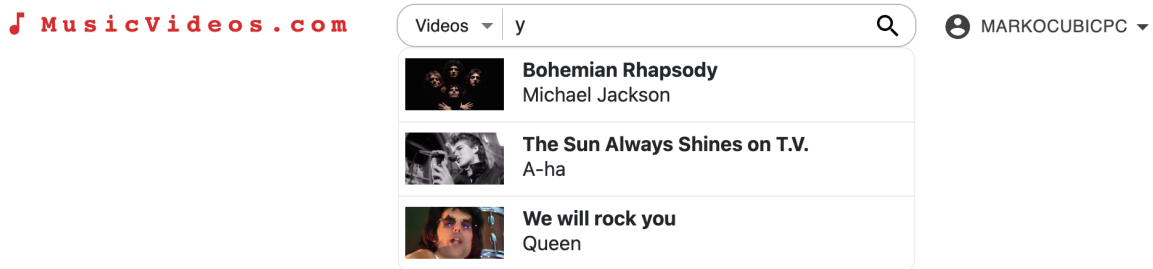 MusicVideos.com
Videos y
MARKOCUBICPC
Bohemian Rhapsody
Michael Jackson
The Sun Always Shines on T.V.
A-ha
We will rock you
Queen